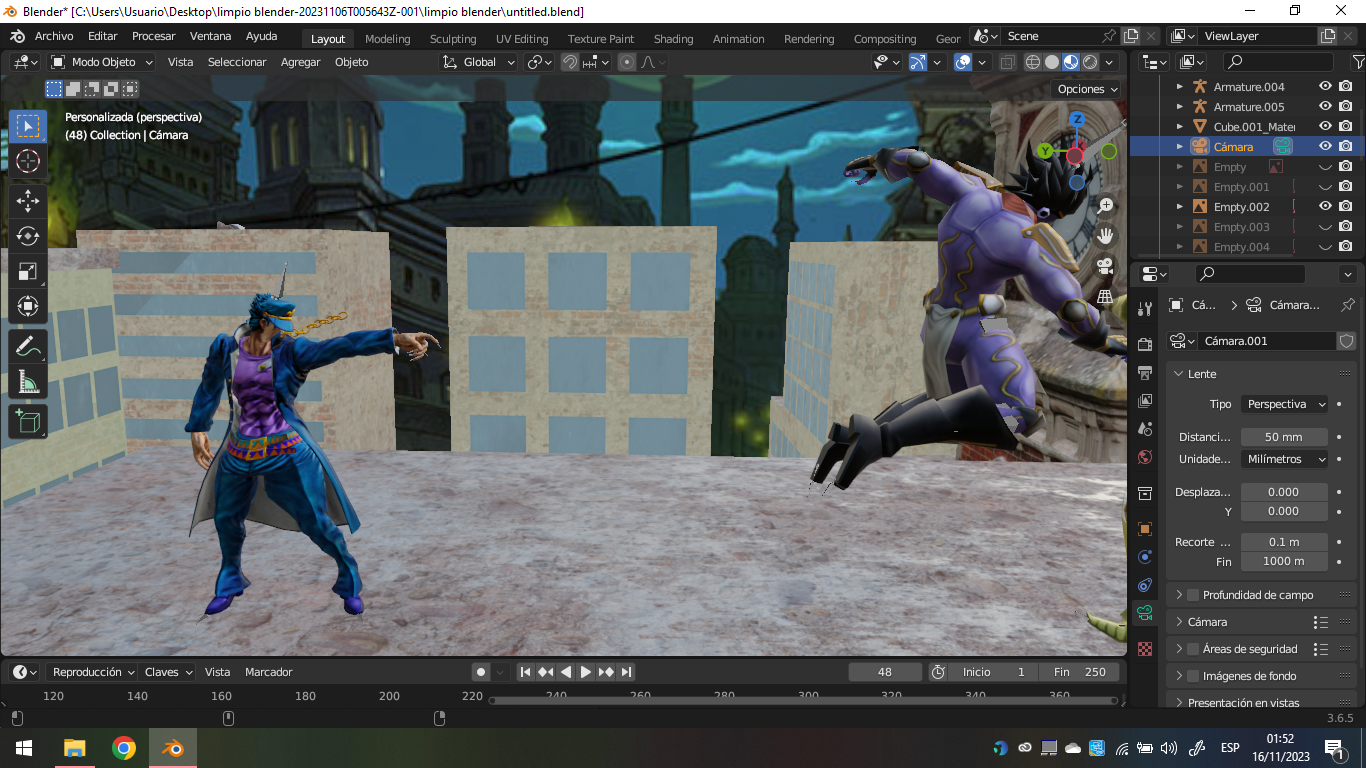 Blender* [C:\Users\Usuario\Desktop\limpio blender-20231106T005643Z-001\limpio blender\untitled.blend]
Archivo Editar Procesar Ventana Ayuda Layout Modeling Sculpting UV Editing Texture Paint Shading Animation Rendering Compositing Geor Scene ViewLayer
Modo Objeto Vista Seleccionar Agregar Objeto Global
Opciones
Personalizada (perspectiva)
(48) Collection | Cámara
Z
Y
Armature.004
Armature.005
Cube.001_Mater
Cámara
Empty
Empty.001
Empty.002
Empty.003
Empty.004
Cá... Cámara...
Cámara.001
Lente
Tipo Perspectiva
Distanci... 50 mm
Unidade... Milímetros
Desplaza... 0.000
Y 0.000
Recorte ... 0.1 m
Fin 1000 m
Profundidad de campo
Cámara
Áreas de seguridad
Imágenes de fondo
Presentación en vistas
Reproducción Claves Vista Marcador 48 Inicio 1 Fin 250
120 140 160 180 200 220 240 260 280 300 320 340 360
3.6.5
ESP
01:52
16/11/2023
1